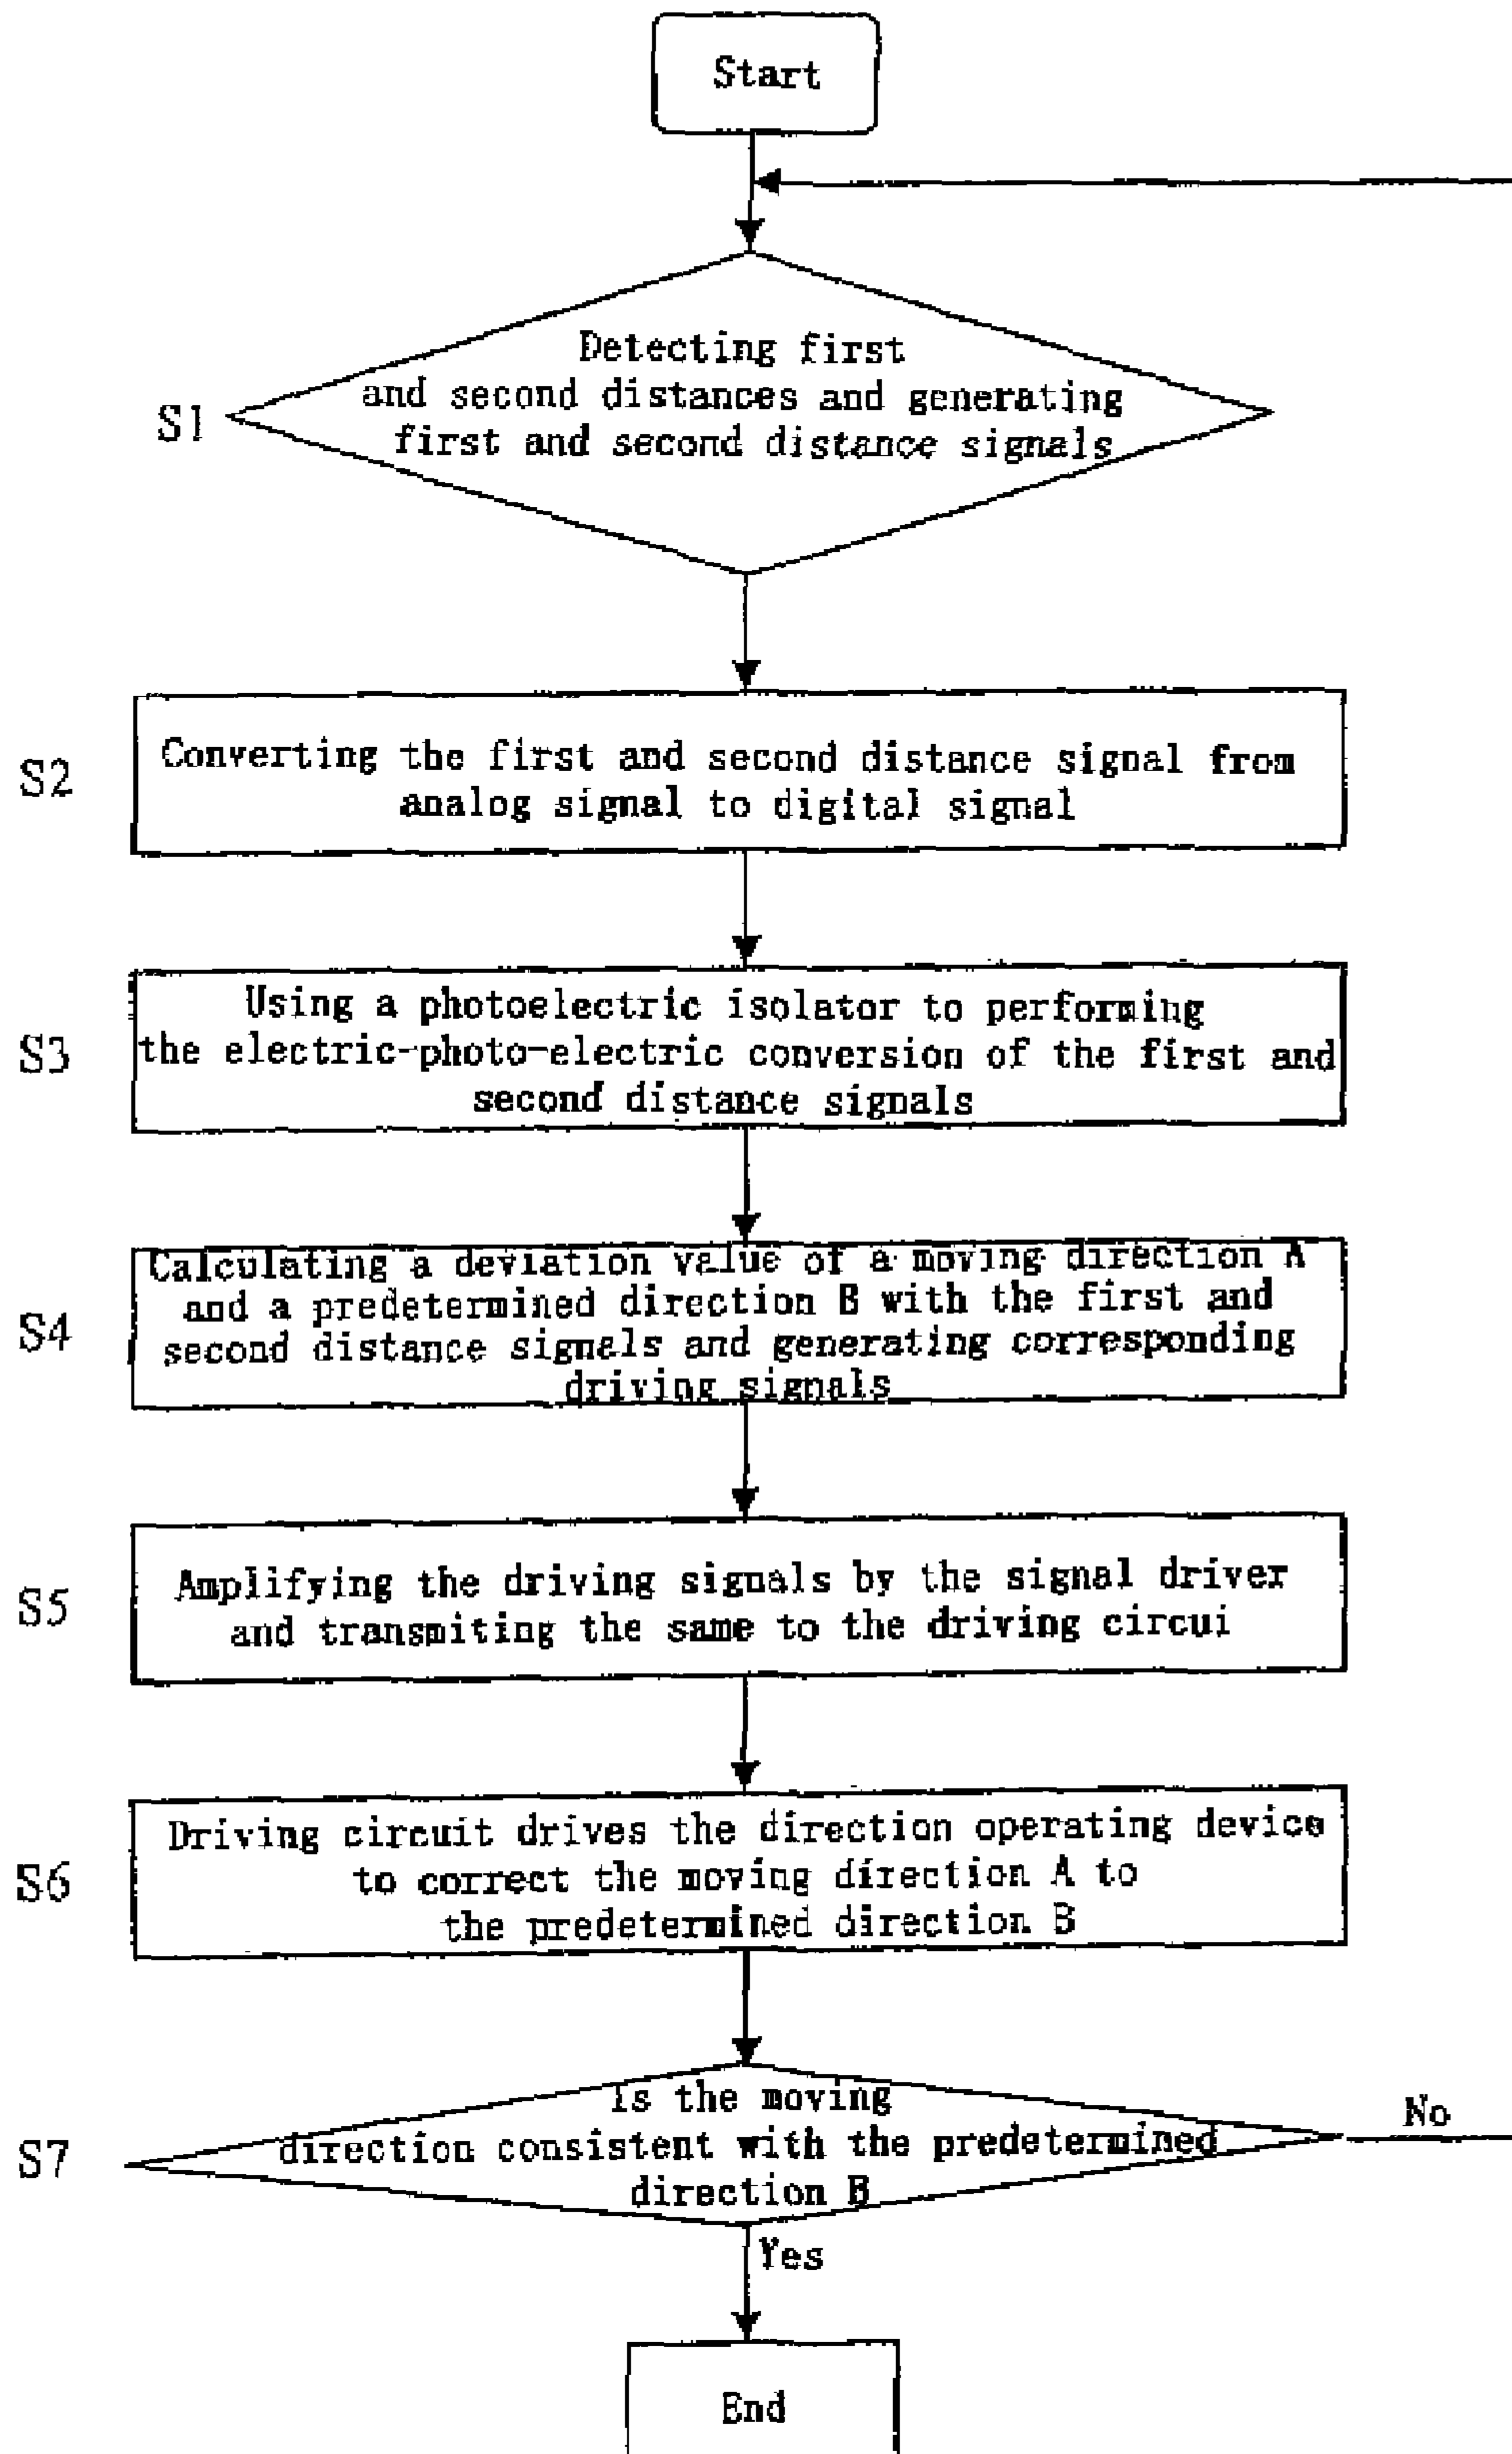 Start
Detecting first
and second distances and generating
first and second distance signals
S1
Converting the first and second distance signal from
analog signal to digital signal
S2
Using a photoelectric isolator to performing
the electric-photo-electric conversion of the first and
second distance signals
S3
Calculating a deviation value of a moving direction A
and a predetermined direction B with the first and
second distance signals and generating corresponding
driving signals
S4
Amplifying the driving signals by the signal driver
and transmiting the same to the driving circui
S5
Driving circuit drives the direction operating device
to correct the moving direction A to
the predetermined direction B
S6
Is the moving
direction consistent with the predetermined
direction B
S7
No
Yes
End